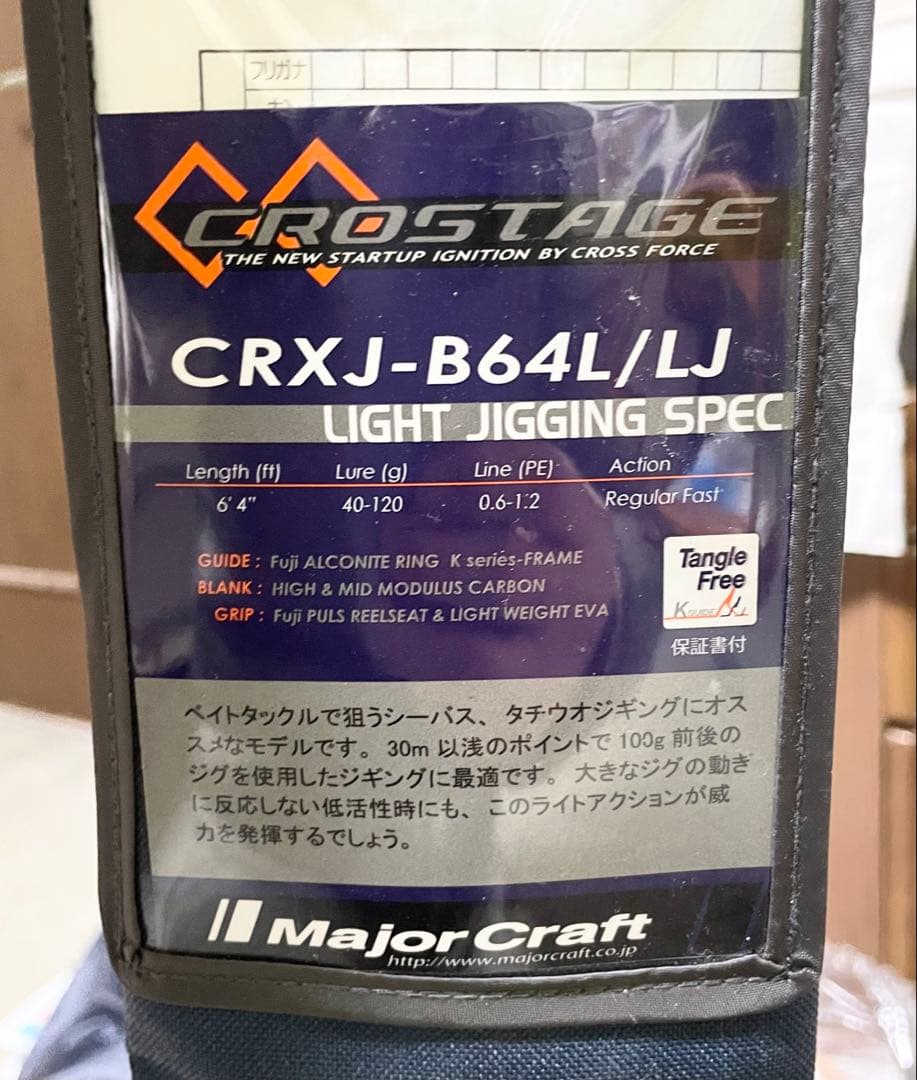 フリガナ
CROSTAGE
THE NEW STARTUP IGNITION BY CROSS FORCE
CRXJ-B64L/LJ
LIGHT JIGGING SPEC
Length (ft) Lure (g) Line (PE) Action
6' 4" 40-120 0.6-1.2 Regular Fast
GUIDE : Fuji ALCONITE RING K series-FRAME
BLANK : HIGH & MID MODULUS CARBON
GRIP : Fuji PULS REELSEAT & LIGHT WEIGHT EVA
Tangle
Free
K GUIDE
保証書付
ベイトタックルで狙うシーバス、タチウオジギングにオス
スメなモデルです。30m 以浅のポイントで 100g 前後の
ジグを使用したジギングに最適です。大きなジグの動き
に反応しない低活性時にも、このライトアクションが威
力を発揮するでしょう。
Major Craft
http://www.majorcraft.co.jp